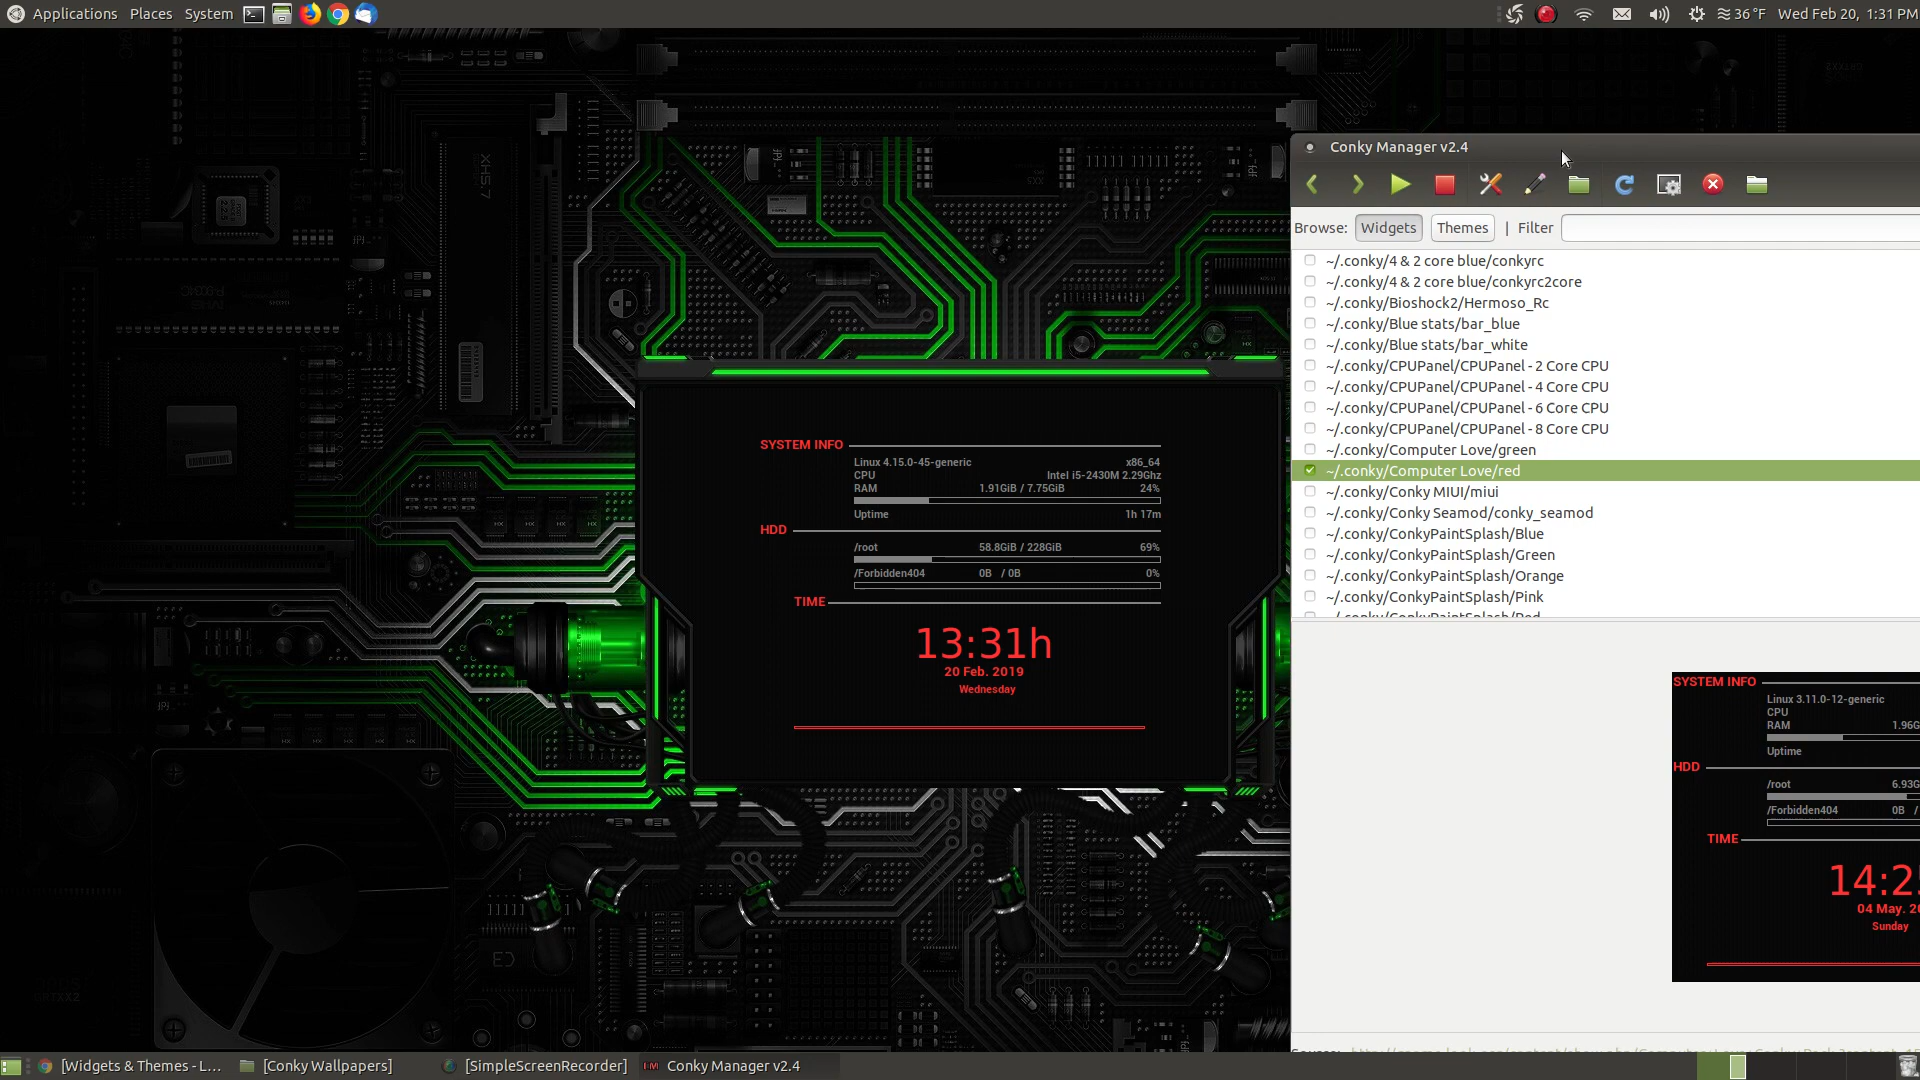 Applications Places System 36 °F Wed Feb 20, 1:31 PM
Conky Manager v2.4
Browse: Widgets Themes | Filter
~/.conky/4 & 2 core blue/conkyrc
~/.conky/4 & 2 core blue/conkyrc2core
~/.conky/Bioshock2/Hermoso_Rc
~/.conky/Blue stats/bar_blue
~/.conky/Blue stats/bar_white
~/.conky/CPUPanel/CPUPanel - 2 Core CPU
~/.conky/CPUPanel/CPUPanel - 4 Core CPU
~/.conky/CPUPanel/CPUPanel - 6 Core CPU
~/.conky/CPUPanel/CPUPanel - 8 Core CPU
~/.conky/Computer Love/green
~/.conky/Computer Love/red
~/.conky/Conky MIUI/miui
~/.conky/Conky Seamod/conky_seamod
~/.conky/ConkyPaintSplash/Blue
~/.conky/ConkyPaintSplash/Green
~/.conky/ConkyPaintSplash/Orange
~/.conky/ConkyPaintSplash/Pink
SYSTEM INFO
Linux 4.15.0-45-generic x86_64
CPU Intel i5-2430M 2.29Ghz
RAM 1.91GiB / 7.75GiB 24%
Uptime 1h 17m
HDD
/root 58.8GiB / 228GiB 69%
/Forbidden404 0B / 0B 0%
TIME
13:31h
20 Feb. 2019
Wednesday
SYSTEM INFO
Linux 3.11.0-12-generic
CPU
RAM 1.96G
Uptime
HDD
/root 6.93G
/Forbidden404 0B /
TIME
14:25
04 May. 20
Sunday
[Widgets & Themes - L... [Conky Wallpapers] [SimpleScreenRecorder] Conky Manager v2.4